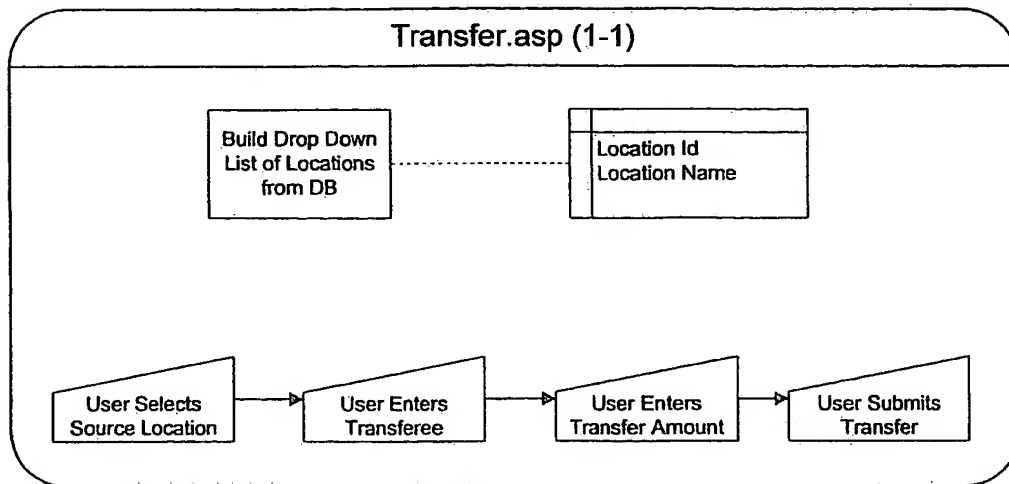 Transfer.asp (1-1)
Build Drop Down
List of Locations
from DB
Location Id
Location Name
User Selects
Source Location
User Enters
Transferee
User Enters
Transfer Amount
User Submits
Transfer